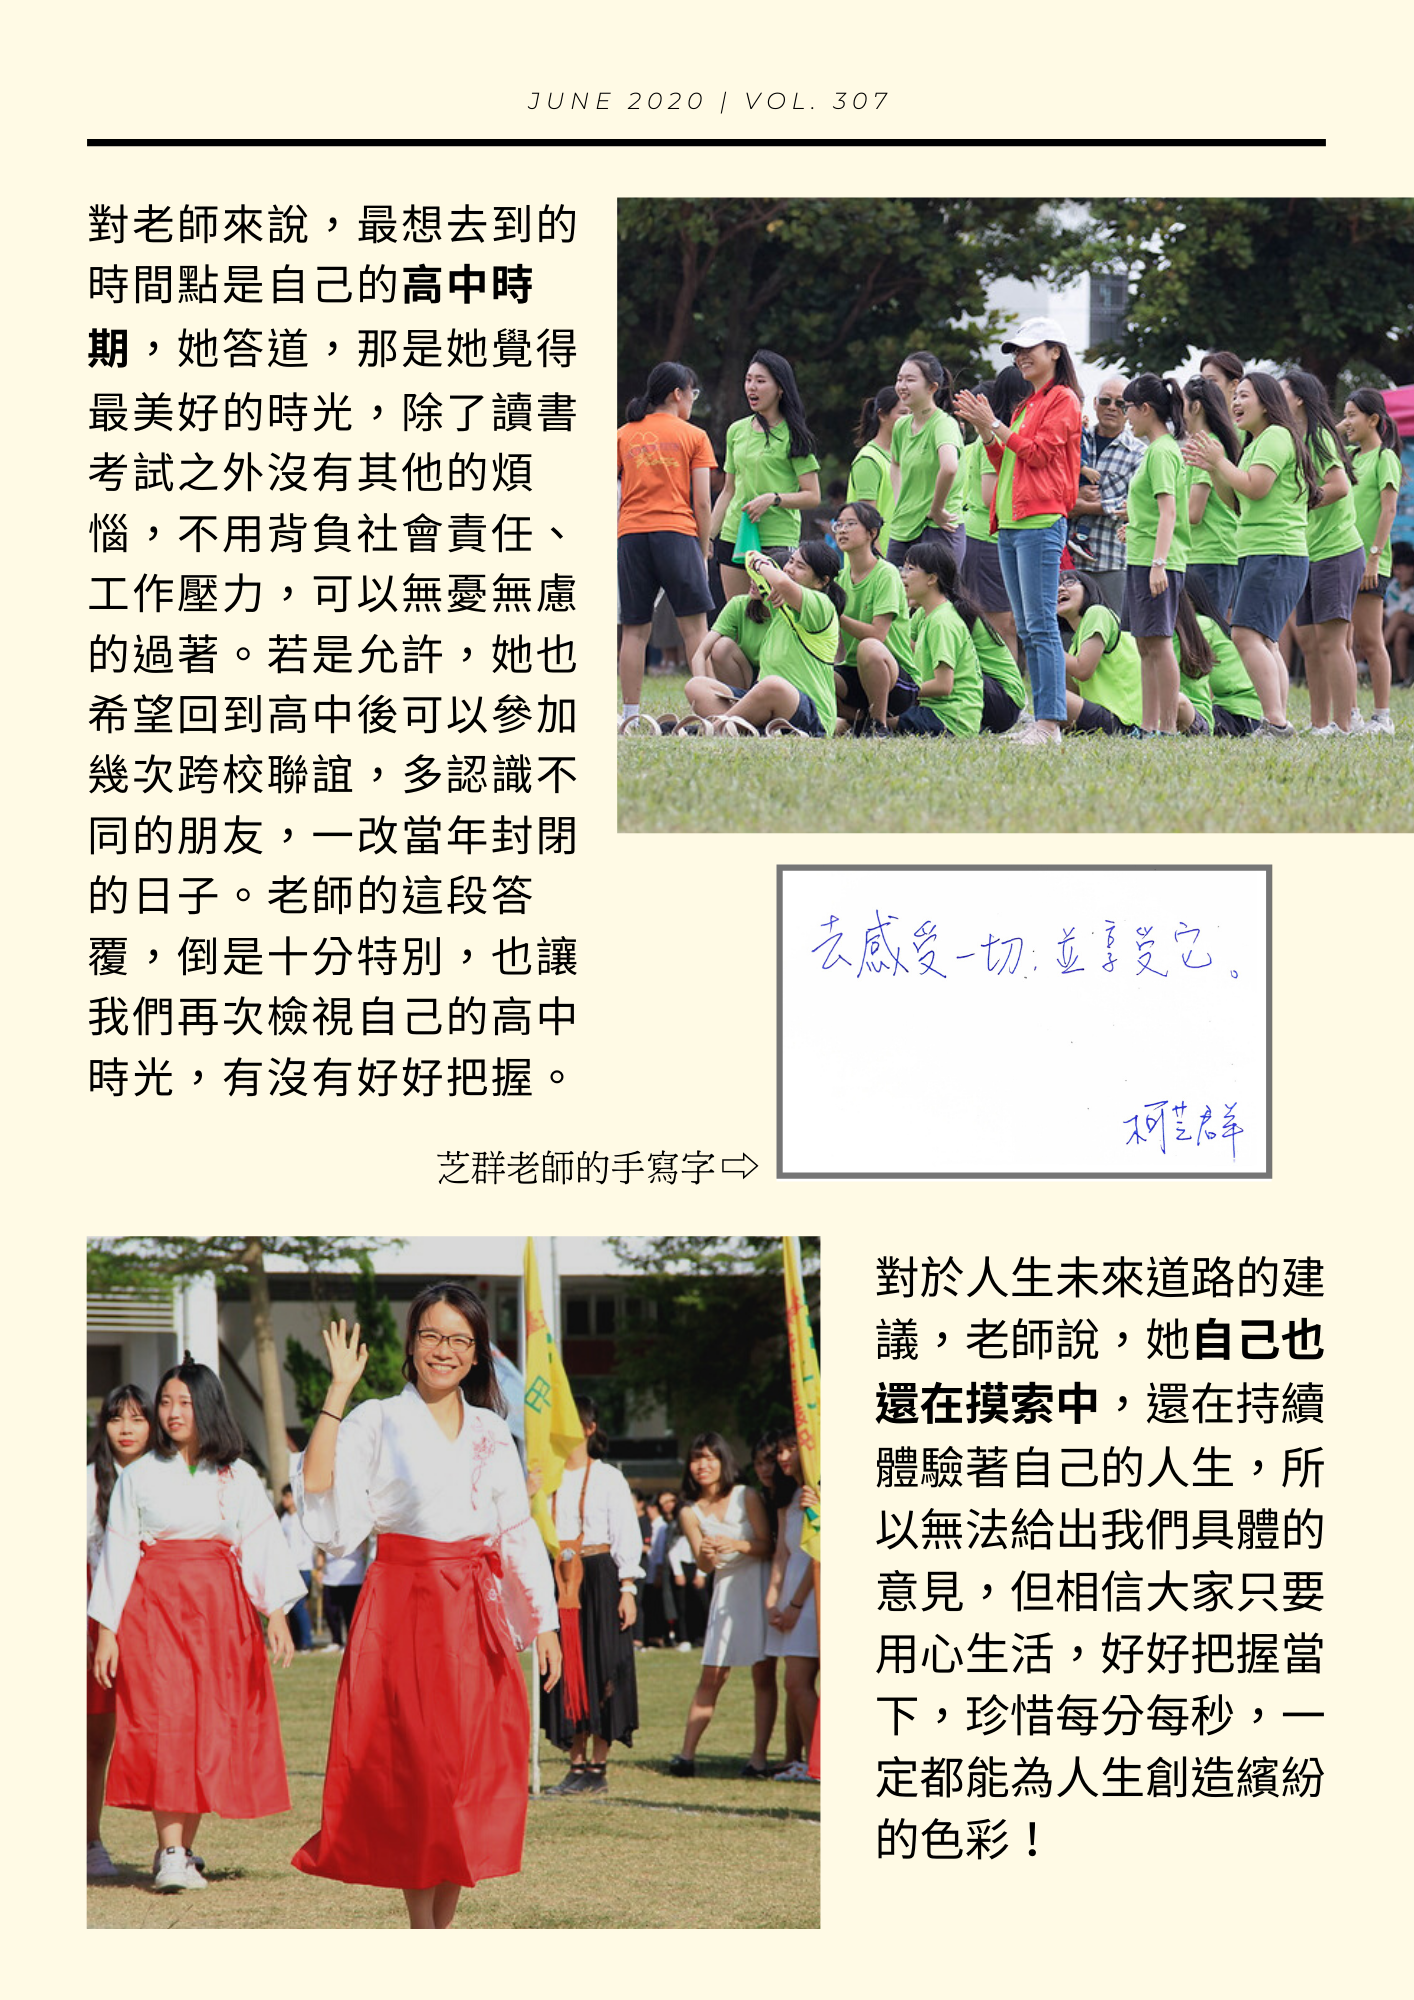 JUNE 2020 | VOL. 307
對老師來說，最想去到的
時間點是自己的高中時
期，她答道，那是她覺得
最美好的時光，除了讀書
考試之外沒有其他的煩
惱，不用背負社會責任、
工作壓力，可以無憂無慮
的過著。若是允許，她也
希望回到高中後可以參加
幾次跨校聯誼，多認識不
同的朋友，一改當年封閉
的日子。老師的這段答
覆，倒是十分特別，也讓
我們再次檢視自己的高中
時光，有沒有好好把握。
去感受一切；並享受它。
柯芝群
芝群老師的手寫字⇨
甲
對於人生未來道路的建
議，老師說，她自己也
還在摸索中，還在持續
體驗著自己的人生，所
以無法給出我們具體的
意見，但相信大家只要
用心生活，好好把握當
下，珍惜每分每秒，一
定都能為人生創造繽紛
的色彩！